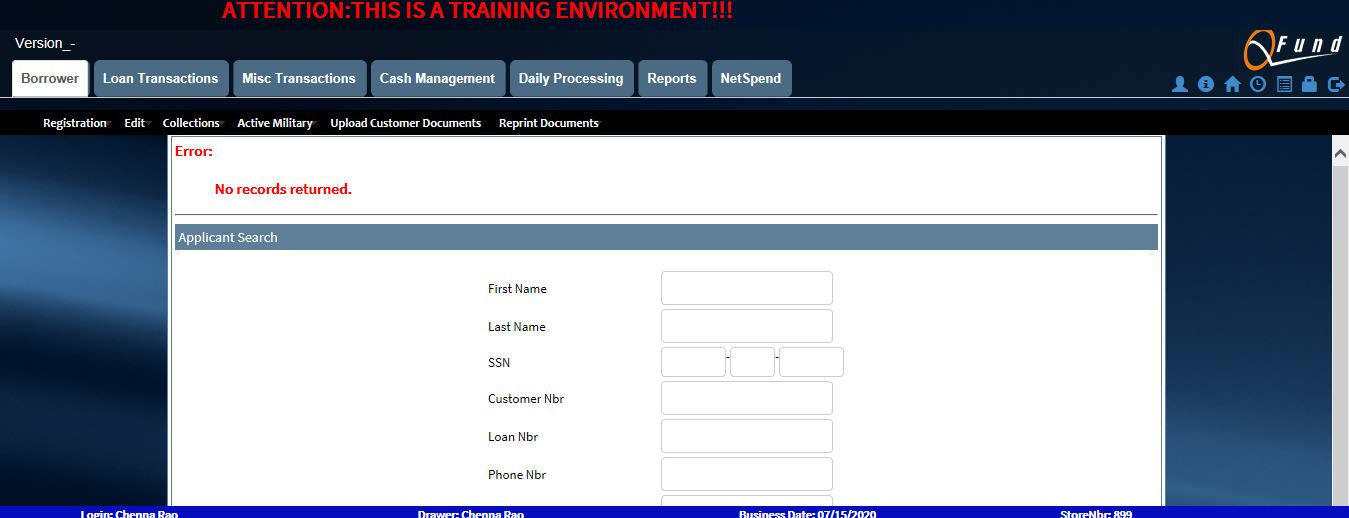 ATTENTION:THIS IS A TRAINING ENVIRONMENT!!!
Version_-
QFund
Borrower Loan Transactions Misc Transactions Cash Management Daily Processing Reports NetSpend
Registration Edit Collections Active Military Upload Customer Documents Reprint Documents
Error:
No records returned.
Applicant Search
First Name
Last Name
SSN - -
Customer Nbr
Loan Nbr
Phone Nbr
Login: Chenna Rao Drawer: Chenna Rao Business Date: 07/15/2020 StoreNbr: 899